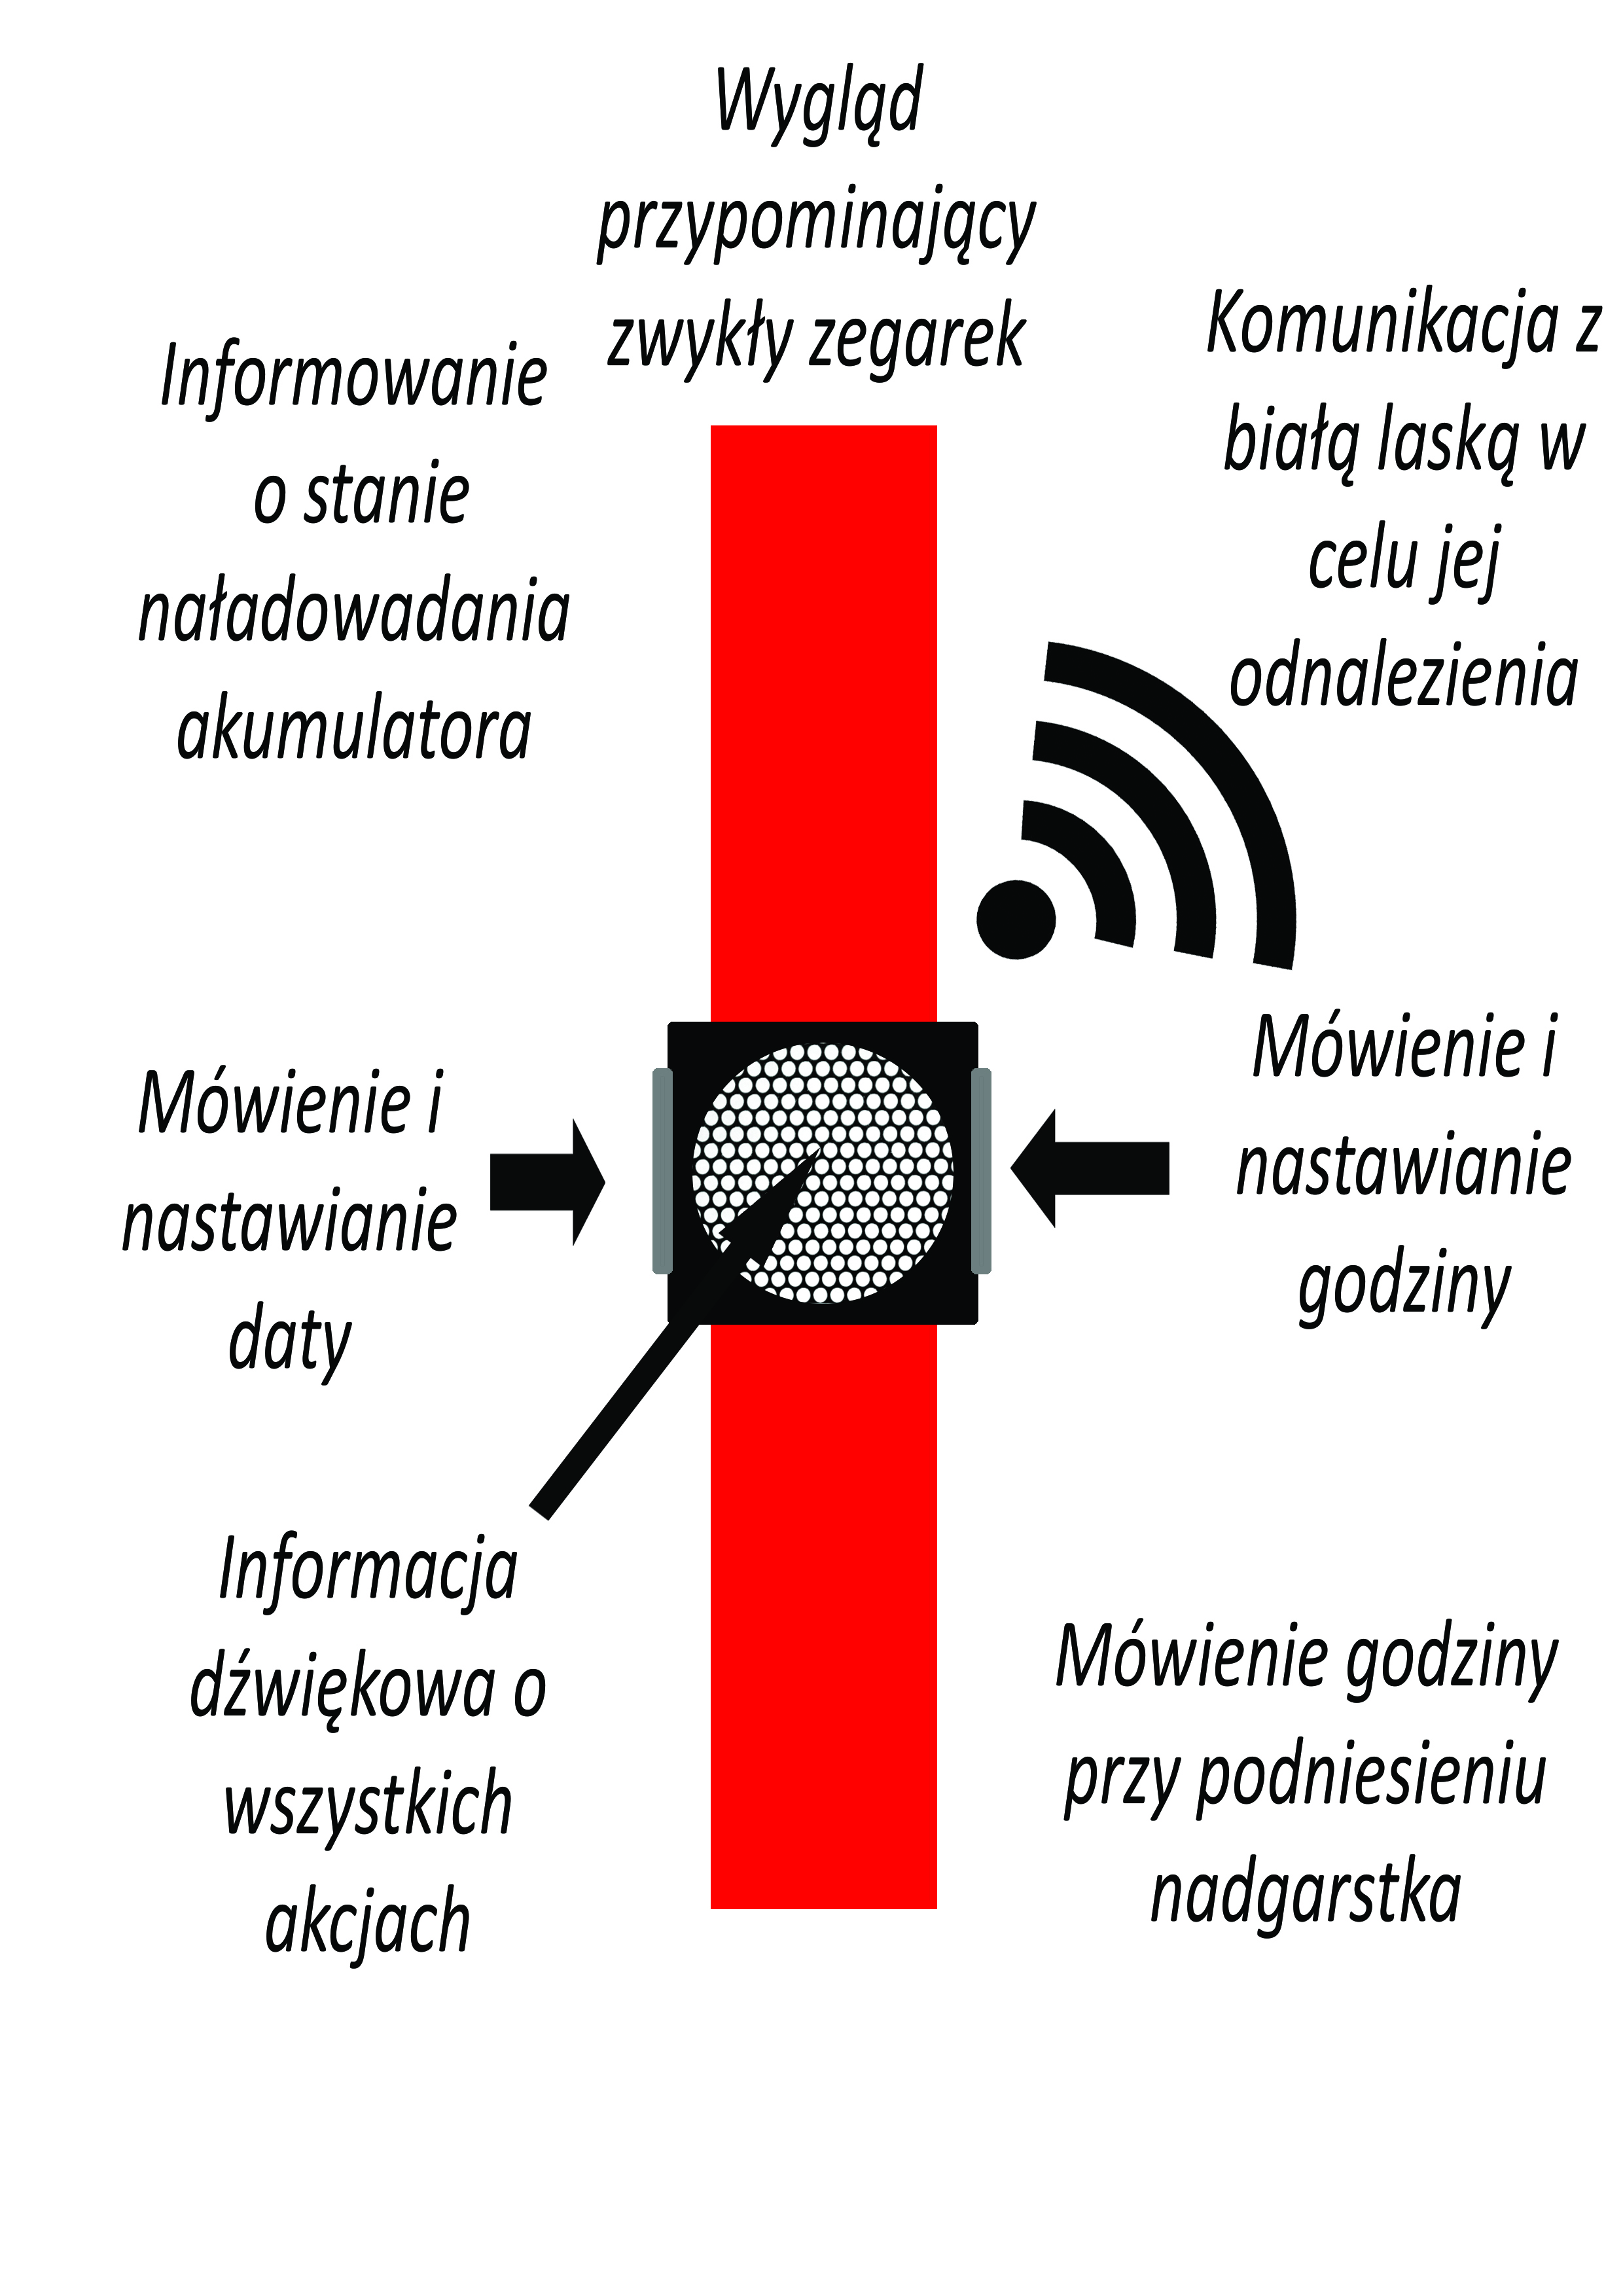 Wygląd
przypominający
zwykły zegarek
Informowanie
o stanie
naładowadania
akumulatora
Komunikacja z
białą laską w
celu jej
odnalezienia
Mówienie i
nastawianie
daty
Mówienie i
nastawianie
godziny
Informacja
dźwiękowa o
wszystkich
akcjach
Mówienie godziny
przy podniesieniu
nadgarstka